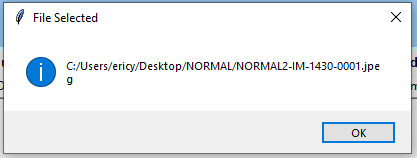 File Selected
C:/Users/ericy/Desktop/NORMAL/NORMAL2-IM-1430-0001.jpe
g
OK